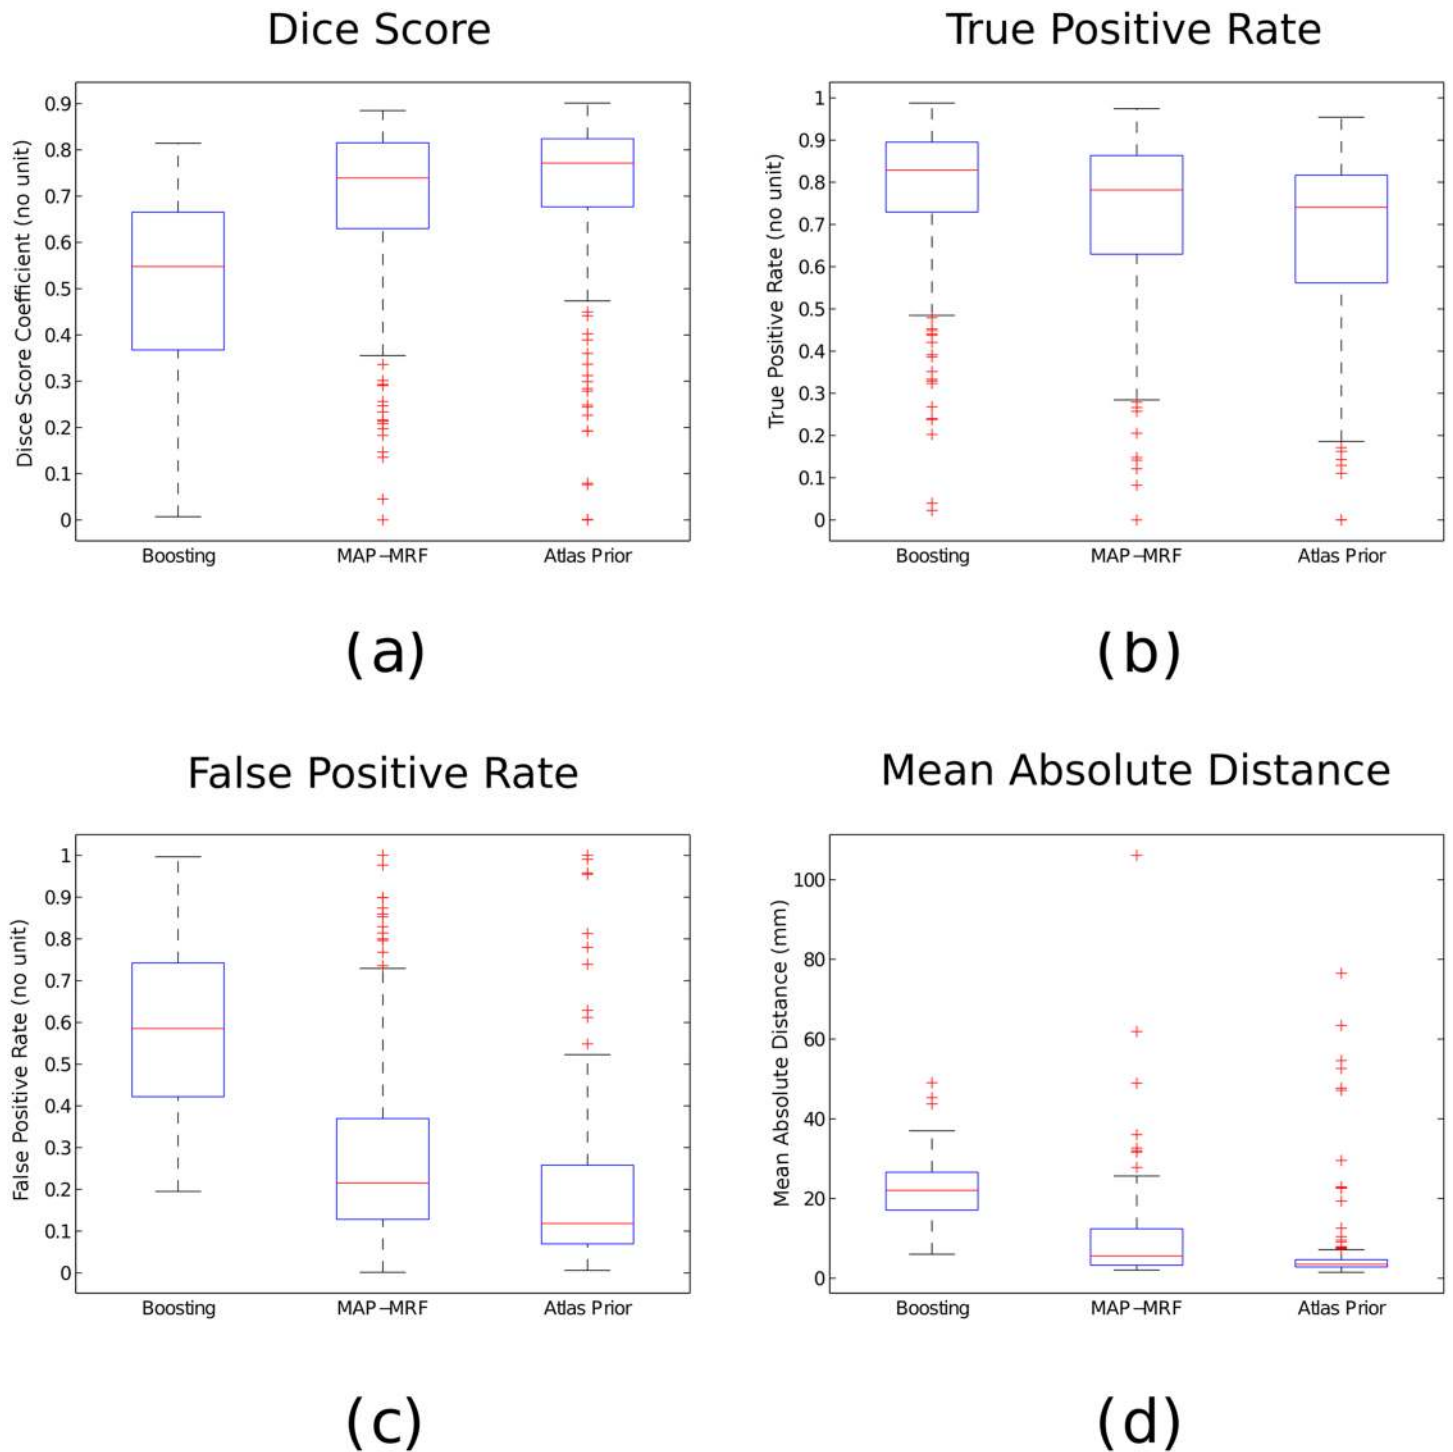 Dice Score
Disce Score Coefficient (no unit)
0.9
0.8
0.7
0.6
0.5
0.4
0.3
0.2
0.1
0
Boosting MAP-MRF Atlas Prior
(a)
True Positive Rate
True Positive Rate (no unit)
1
0.9
0.8
0.7
0.6
0.5
0.4
0.3
0.2
0.1
0
Boosting MAP-MRF Atlas Prior
(b)
False Positive Rate
False Positive Rate (no unit)
1
0.9
0.8
0.7
0.6
0.5
0.4
0.3
0.2
0.1
0
Boosting MAP-MRF Atlas Prior
(c)
Mean Absolute Distance
Mean Absolute Distance (mm)
100
80
60
40
20
0
Boosting MAP-MRF Atlas Prior
(d)